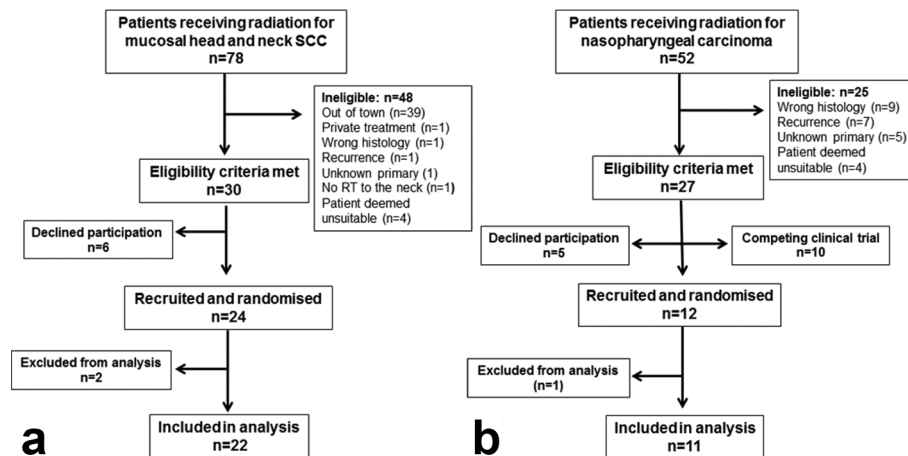 Patients receiving radiation for
mucosal head and neck SCC
n=78
Ineligible: n=48
Out of town (n=39)
Private treatment (n=1)
Wrong histology (n=1)
Recurrence (n=1)
Unknown primary (1)
No RT to the neck (n=1)
Patient deemed
unsuitable (n=4)
Eligibility criteria met
n=30
Declined participation
n=6
Recruited and randomised
n=24
Excluded from analysis
n=2
Included in analysis
n=22
a
Patients receiving radiation for
nasopharyngeal carcinoma
n=52
Ineligible: n=25
Wrong histology (n=9)
Recurrence (n=7)
Unknown primary (n=5)
Patient deemed
unsuitable (n=4)
Eligibility criteria met
n=27
Declined participation
n=5
Competing clinical trial
n=10
Recruited and randomised
n=12
Excluded from analysis
(n=1)
Included in analysis
n=11
b